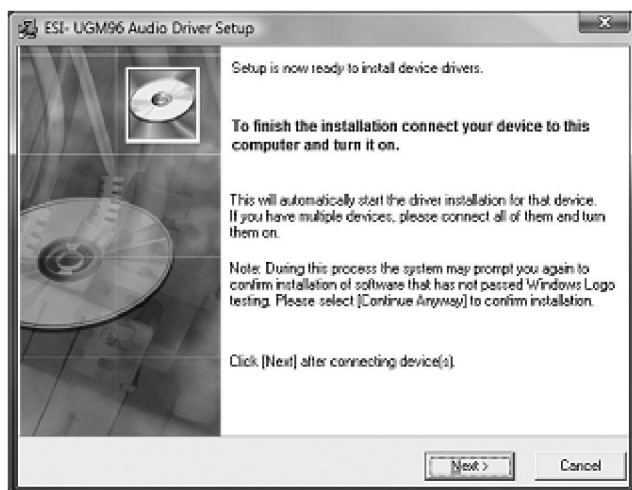 ESI- UGM96 Audio Driver Setup
Setup is now ready to install device drivers.
To finish the installation connect your device to this
computer and turn it on.
This will automatically start the driver installation for that device.
If you have multiple devices, please connect all of them and turn
them on.
Note: During this process the system may prompt you again to
confirm installation of software that has not passed Windows Logo
testing. Please select [Continue Anyway] to confirm installation.
Click [Next] after connecting device(s).
Next >
Cancel